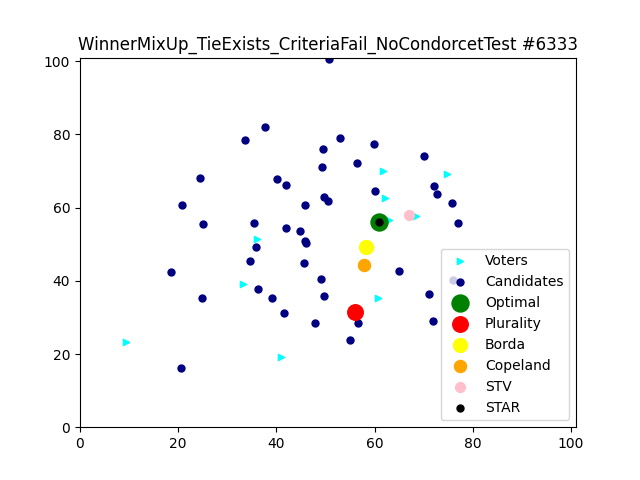 WinnerMixUp_TieExists_CriteriaFail_NoCondorcetTest #6333
100
80
60
40
20
0
0 20 40 60 80 100
Voters
Candidates
Optimal
Plurality
Borda
Copeland
STV
STAR